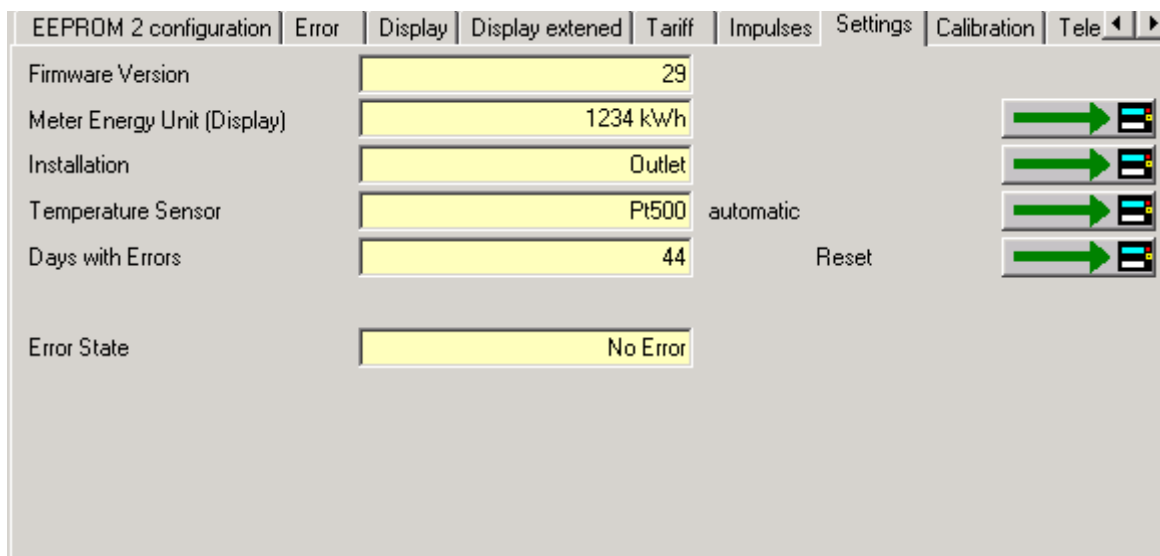 EEPROM 2 configuration Error Display Display extened Tariff Impulses Settings Calibration Tele
Firmware Version 29
Meter Energy Unit (Display) 1234 kWh
Installation Outlet
Temperature Sensor Pt500 automatic
Days with Errors 44 Reset
Error State No Error